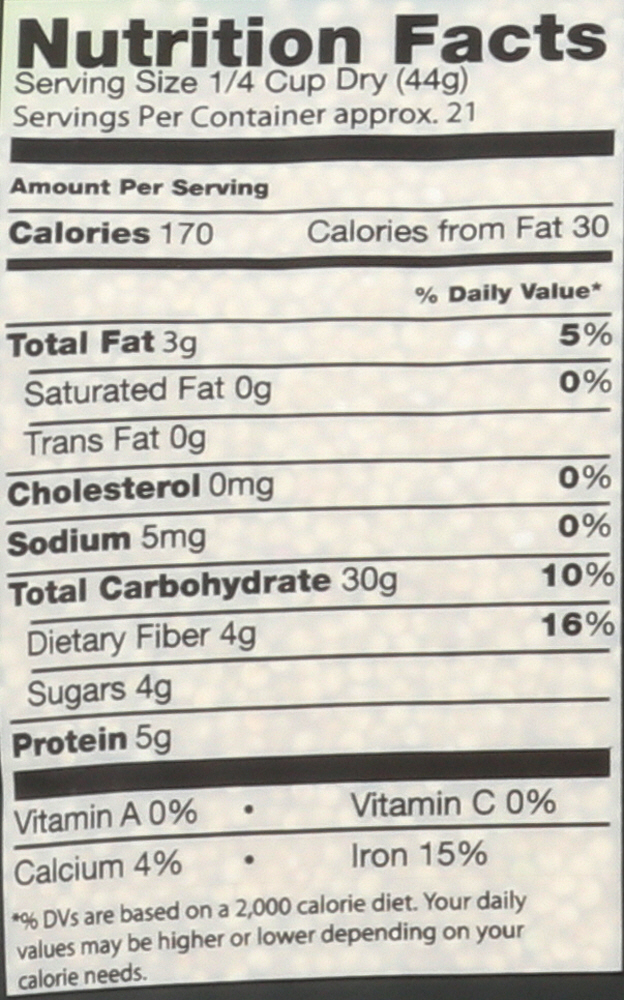 Nutrition Facts
Serving Size 1/4 Cup Dry (44g)
Servings Per Container approx. 21
Amount Per Serving
Calories 170 Calories from Fat 30
% Daily Value*
Total Fat 3g 5%
Saturated Fat 0g 0%
Trans Fat 0g
Cholesterol 0mg 0%
Sodium 5mg 0%
Total Carbohydrate 30g 10%
Dietary Fiber 4g 16%
Sugars 4g
Protein 5g
Vitamin A 0% • Vitamin C 0%
Calcium 4% • Iron 15%
*% DVs are based on a 2,000 calorie diet. Your daily
values may be higher or lower depending on your
calorie needs.